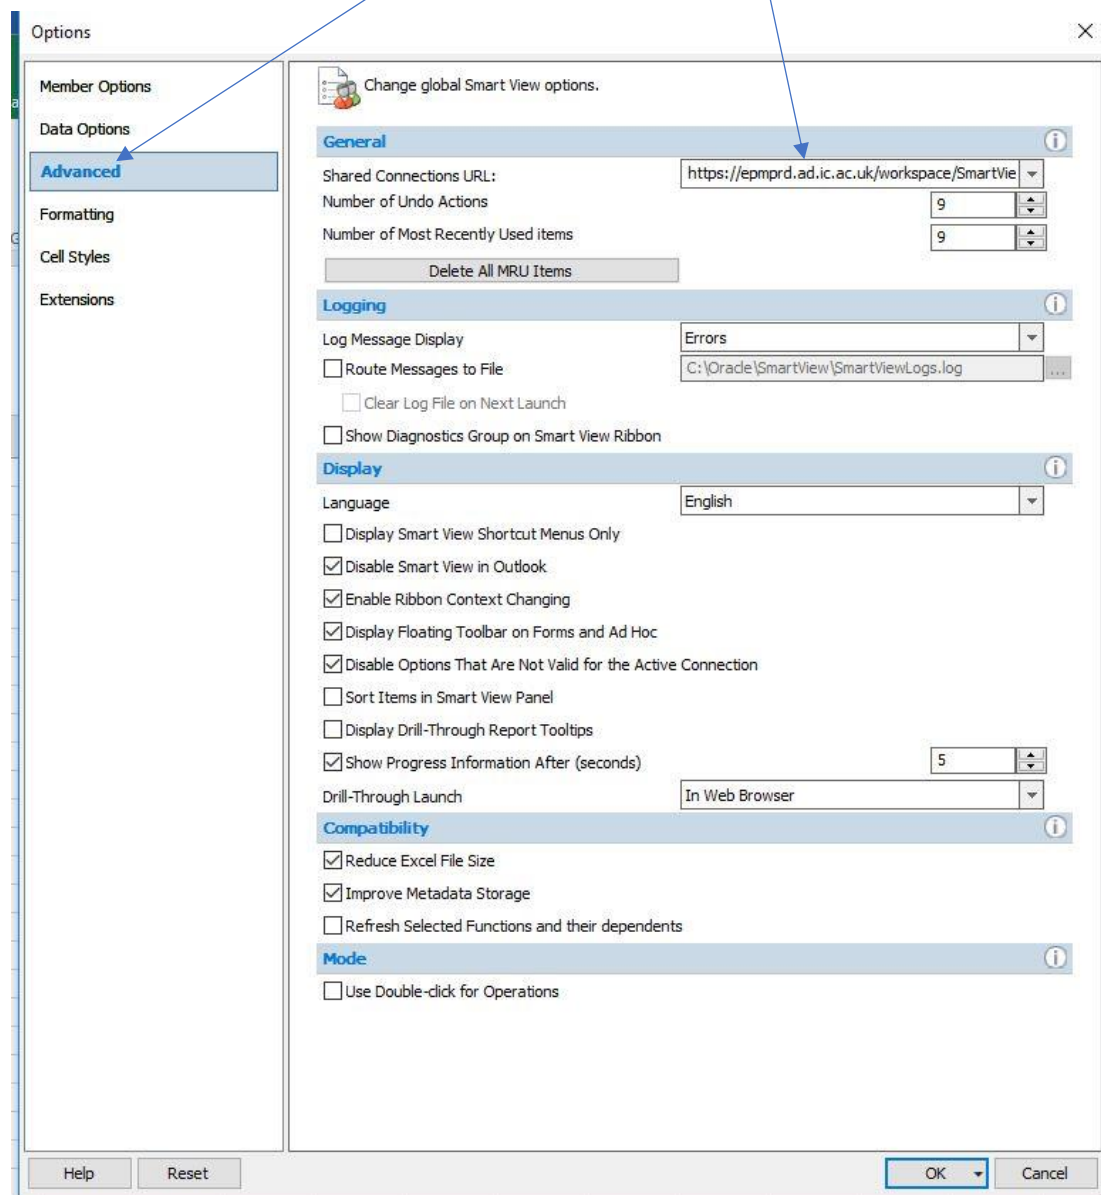 Options
Member Options
Data Options
Advanced
Formatting
Cell Styles
Extensions
Change global Smart View options.
General
Shared Connections URL: https://epmprd.ad.ic.ac.uk/workspace/SmartVie
Number of Undo Actions 9
Number of Most Recently Used items 9
Delete All MRU Items
Logging
Log Message Display Errors
Route Messages to File C:\Oracle\SmartView\SmartViewLogs.log ...
Clear Log File on Next Launch
Show Diagnostics Group on Smart View Ribbon
Display
Language English
Display Smart View Shortcut Menus Only
Disable Smart View in Outlook
Enable Ribbon Context Changing
Display Floating Toolbar on Forms and Ad Hoc
Disable Options That Are Not Valid for the Active Connection
Sort Items in Smart View Panel
Display Drill-Through Report Tooltips
Show Progress Information After (seconds) 5
Drill-Through Launch In Web Browser
Compatibility
Reduce Excel File Size
Improve Metadata Storage
Refresh Selected Functions and their dependents
Mode
Use Double-click for Operations
Help Reset OK Cancel